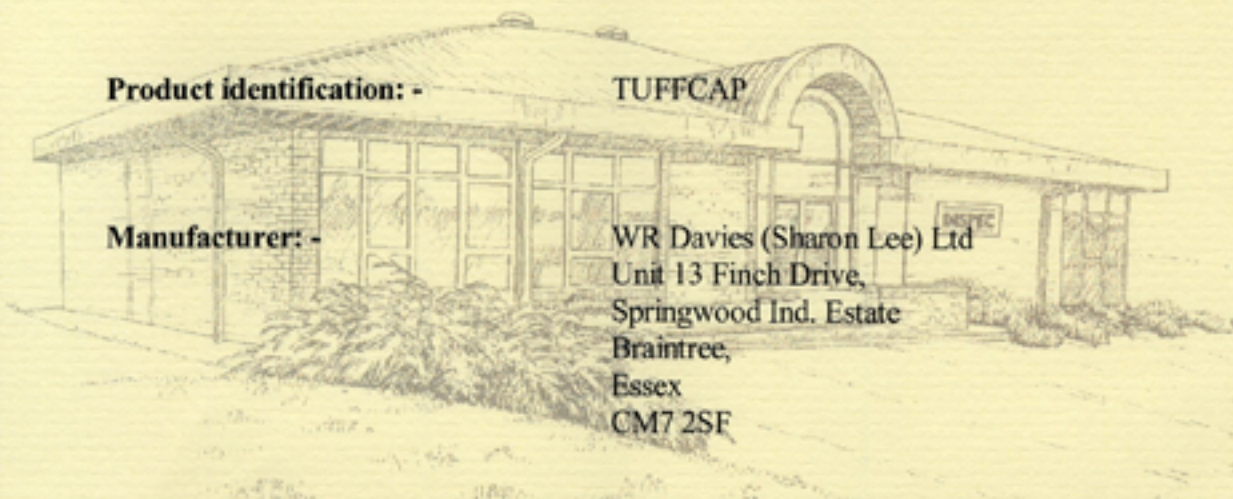 Product identification: - TUFFCAP
INSPEC
Manufacturer: - WR Davies (Sharon Lee) Ltd
Unit 13 Finch Drive,
Springwood Ind. Estate
Braintree,
Essex
CM7 2SF